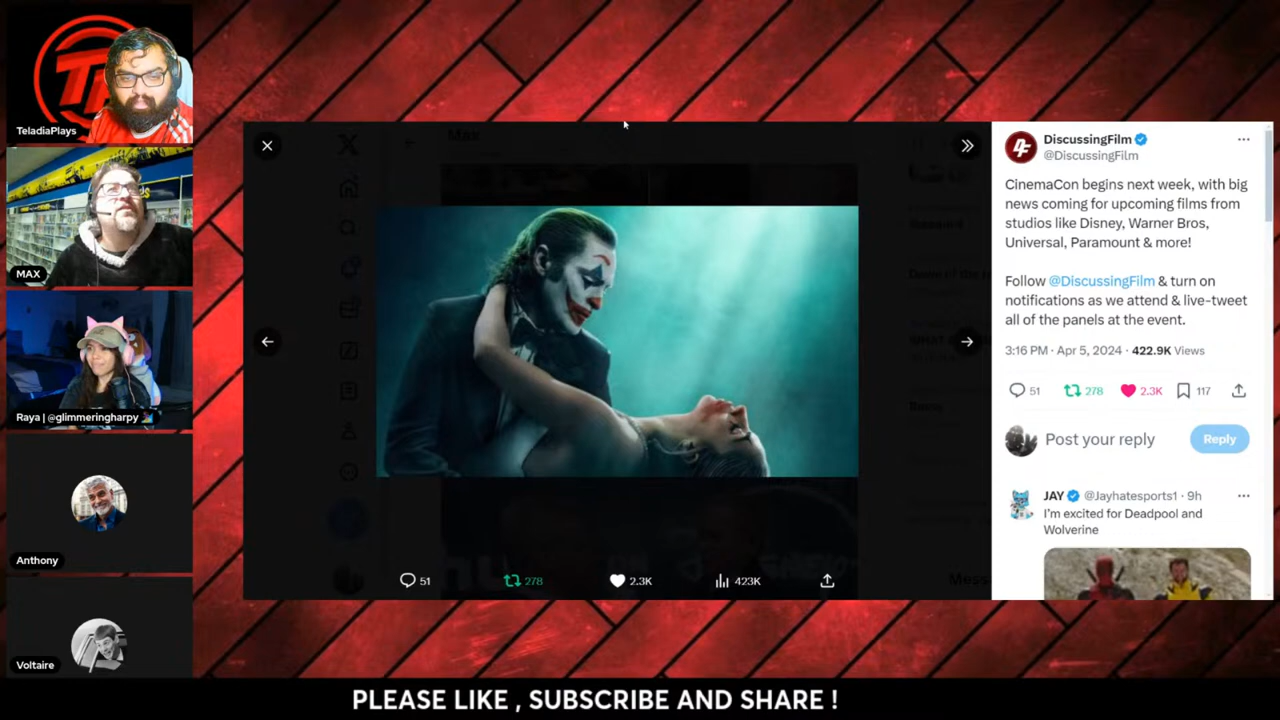 TeladiaPlays
MAX
Raya | @glimmeringharpy
Anthony
Voltaire
Max
51
278
2.3K
423K
DiscussingFilm
@DiscussingFilm
CinemaCon begins next week, with big
news coming for upcoming films from
studios like Disney, Warner Bros,
Universal, Paramount & more!
Follow @DiscussingFilm & turn on
notifications as we attend & live-tweet
all of the panels at the event.
3:16 PM · Apr 5, 2024 · 422.9K Views
51
278
2.3K
117
Post your reply
Reply
JAY @Jayhatesports1 · 9h
I'm excited for Deadpool and
Wolverine
PLEASE LIKE , SUBSCRIBE AND SHARE !